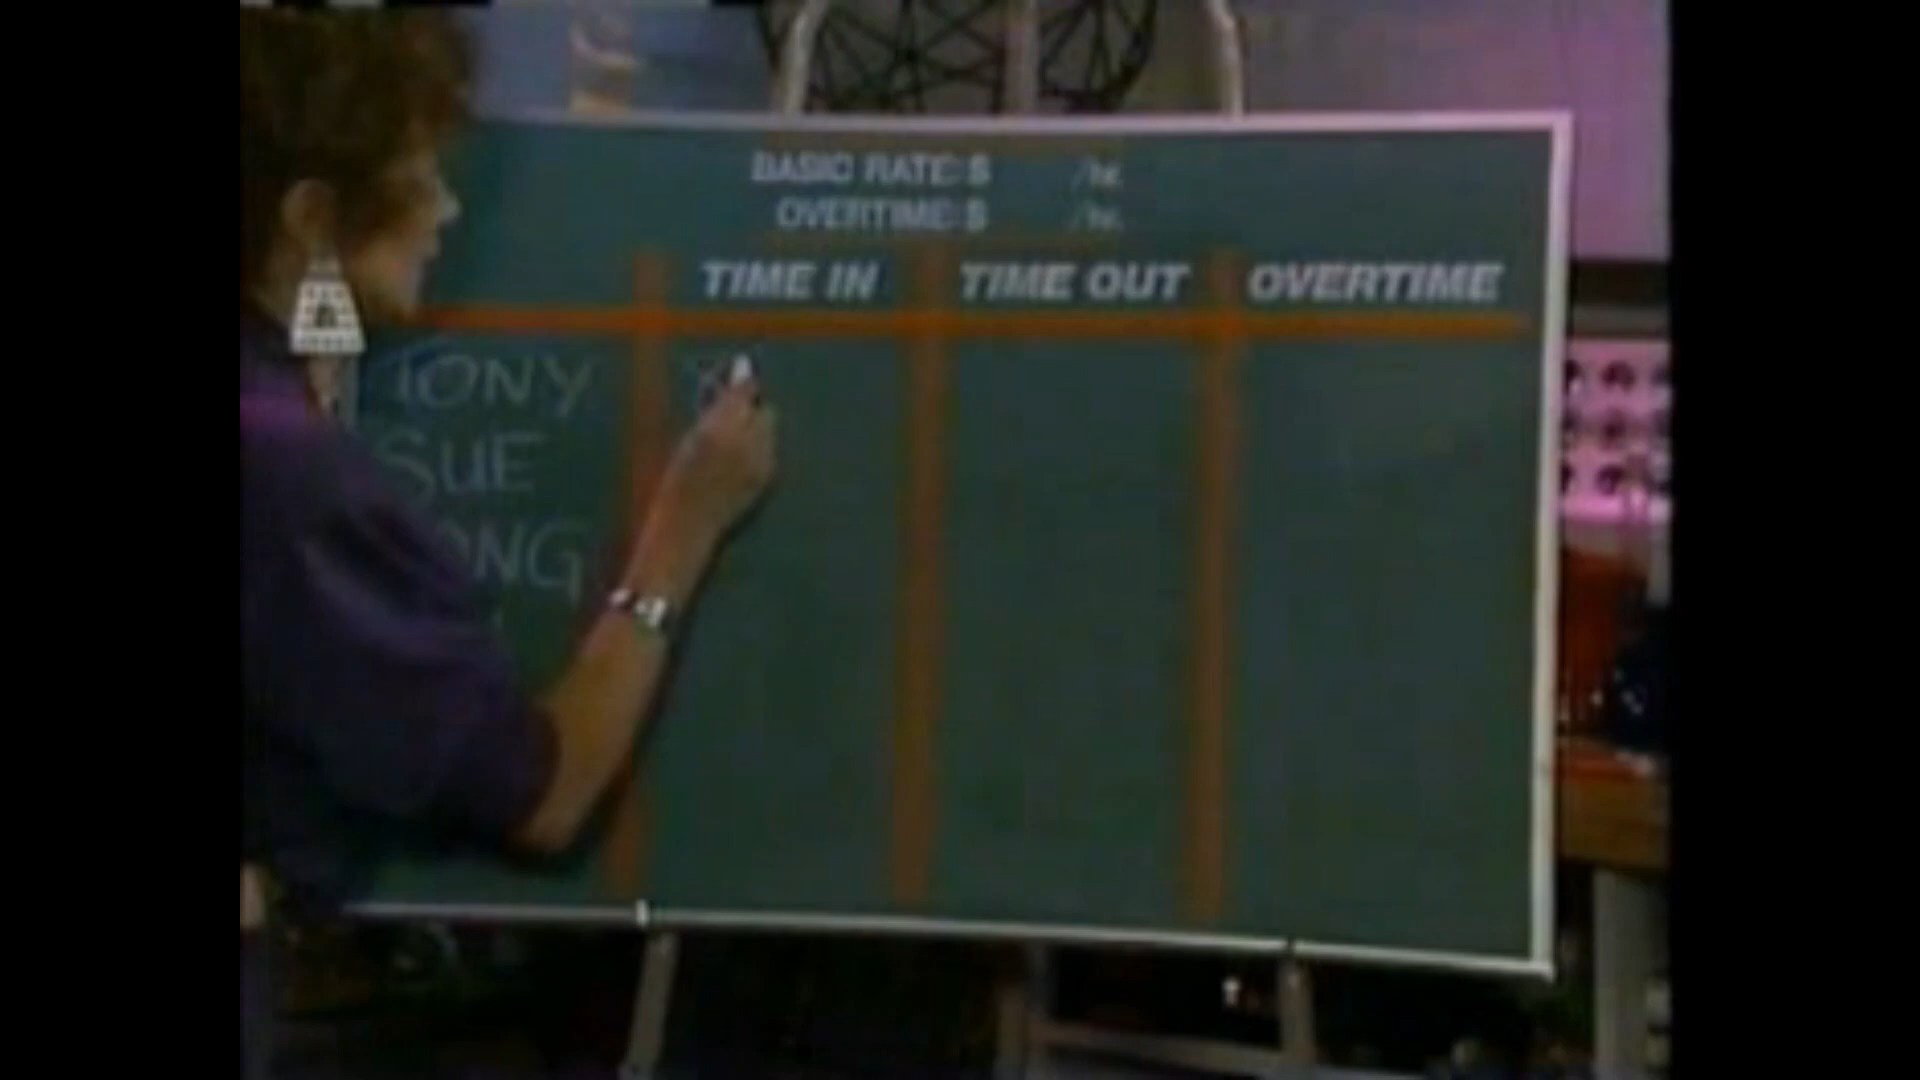 BASIC RATE: $ /hr.
OVERTIME: $ /hr.
TIME IN TIME OUT OVERTIME
TONY
SUE